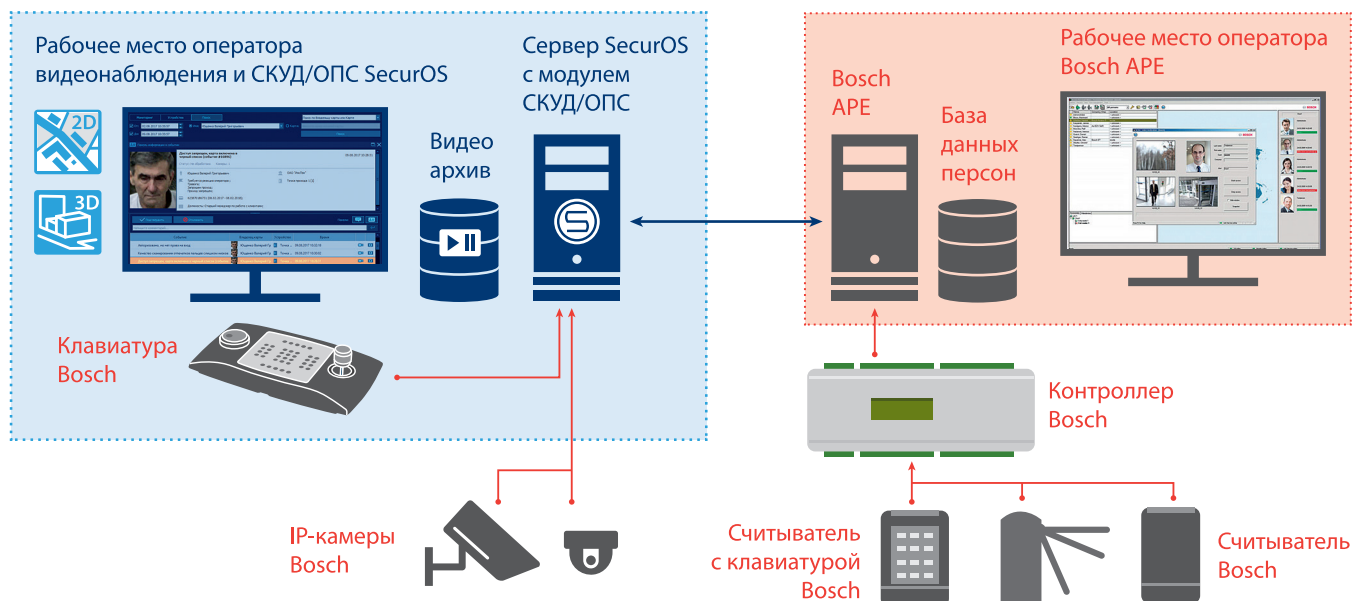 Рабочее место оператора
видеонаблюдения и СКУД/ОПС SecurOS
2D
3D
Видео
архив
Сервер SecurOS
с модулем
СКУД/ОПС
S
Клавиатура
Bosch
IP-камеры
Bosch
Bosch
APE
База
данных
персон
Рабочее место оператора
Bosch APE
Контроллер
Bosch
Считыватель
с клавиатурой
Bosch
Считыватель
Bosch